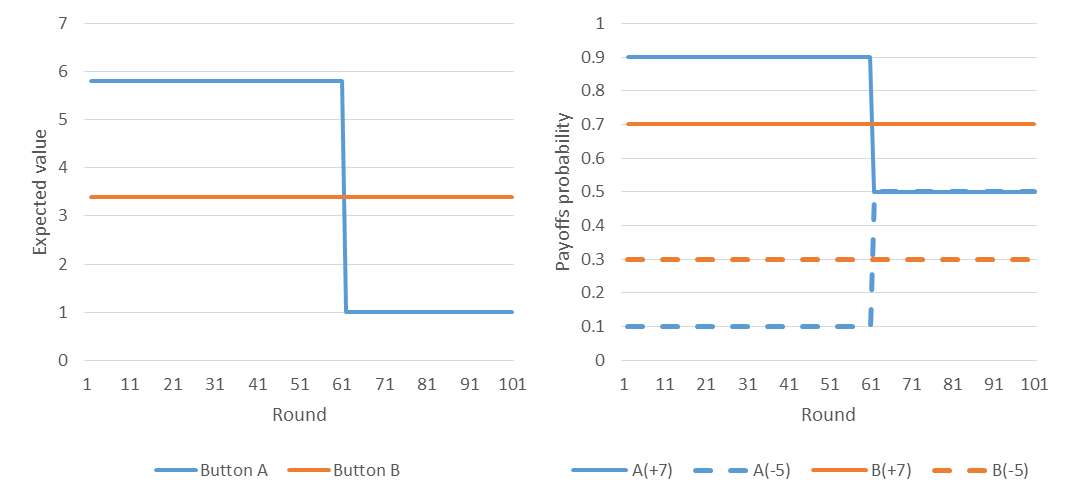 7
6
5
4
3
2
1
0
Expected value
1 11 21 31 41 51 61 71 81 91 101
Round
Button A Button B
1
0.9
0.8
0.7
0.6
0.5
0.4
0.3
0.2
0.1
0
Payoffs probability
1 11 21 31 41 51 61 71 81 91 101
Round
A(+7) A(-5) B(+7) B(-5)